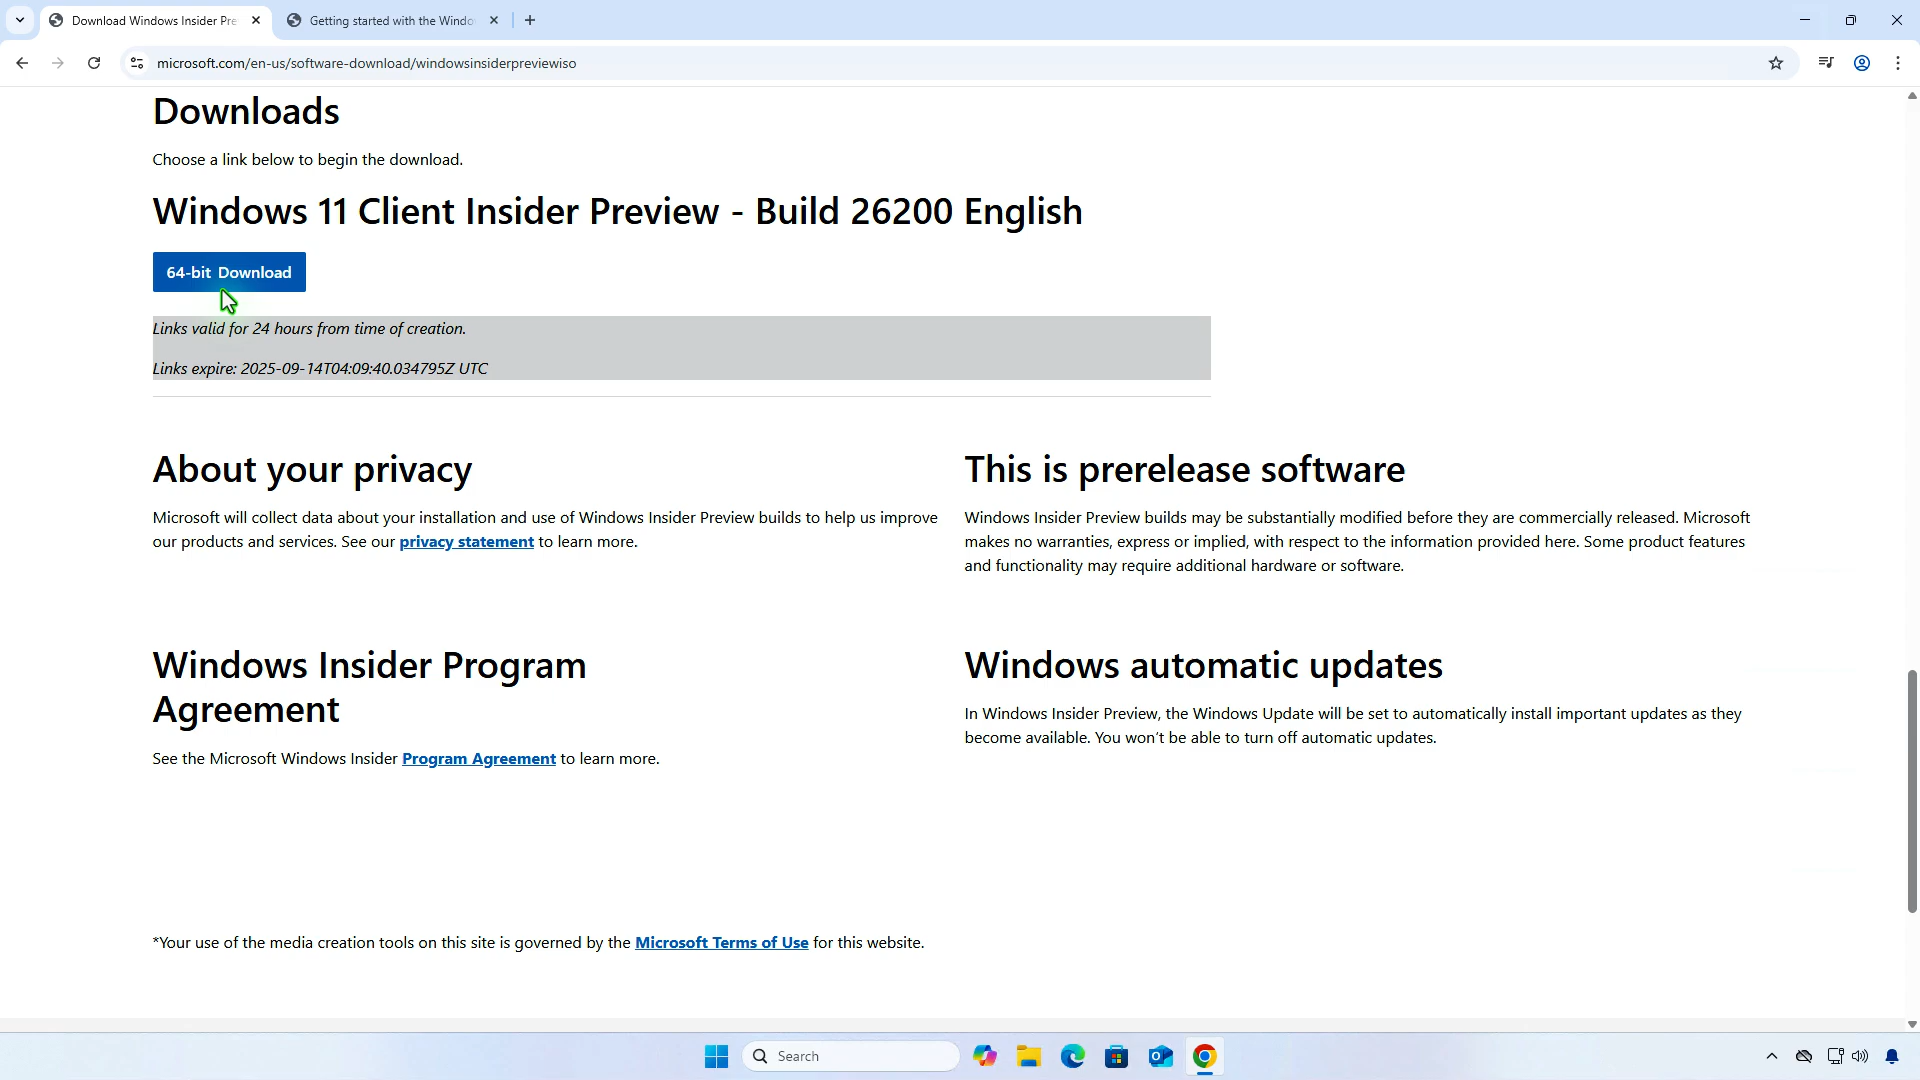 Download Windows Insider Pre
Getting started with the Windo
microsoft.com/en-us/software-download/windowsinsiderpreviewiso
Downloads
Choose a link below to begin the download.
Windows 11 Client Insider Preview - Build 26200 English
64-bit Download
Links valid for 24 hours from time of creation.
Links expire: 2025-09-14T04:09:40.034795Z UTC
About your privacy
Microsoft will collect data about your installation and use of Windows Insider Preview builds to help us improve
our products and services. See our privacy statement to learn more.
This is prerelease software
Windows Insider Preview builds may be substantially modified before they are commercially released. Microsoft
makes no warranties, express or implied, with respect to the information provided here. Some product features
and functionality may require additional hardware or software.
Windows Insider Program
Agreement
See the Microsoft Windows Insider Program Agreement to learn more.
Windows automatic updates
In Windows Insider Preview, the Windows Update will be set to automatically install important updates as they
become available. You won't be able to turn off automatic updates.
*Your use of the media creation tools on this site is governed by the Microsoft Terms of Use for this website.
Search